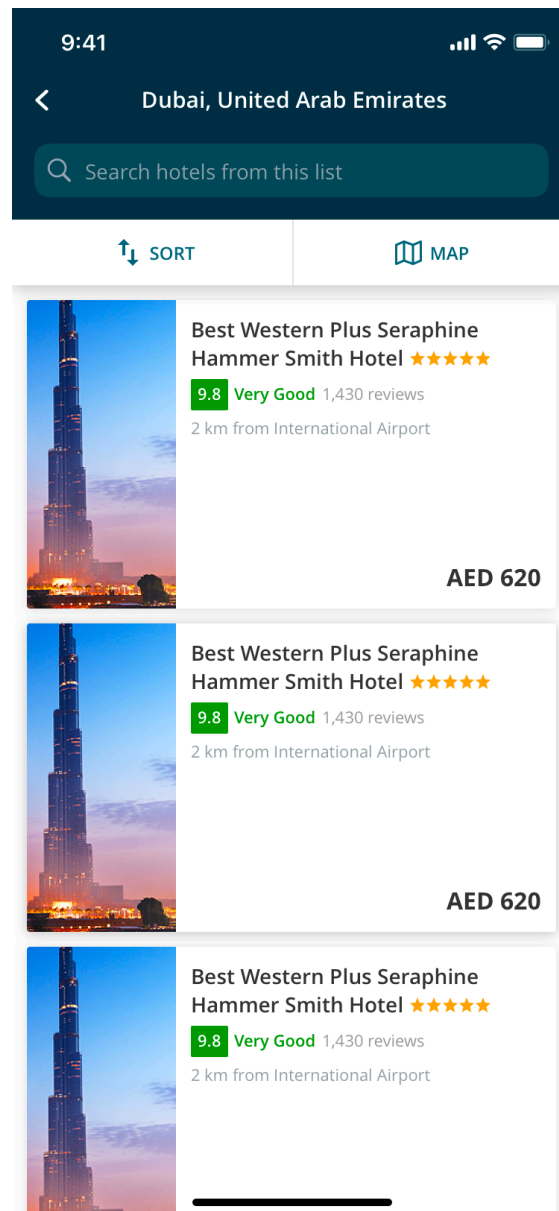 9:41
Dubai, United Arab Emirates
Search hotels from this list
SORT
MAP
Best Western Plus Seraphine
Hammer Smith Hotel
9.8 Very Good 1,430 reviews
2 km from International Airport
AED 620
Best Western Plus Seraphine
Hammer Smith Hotel
9.8 Very Good 1,430 reviews
2 km from International Airport
AED 620
Best Western Plus Seraphine
Hammer Smith Hotel
9.8 Very Good 1,430 reviews
2 km from International Airport